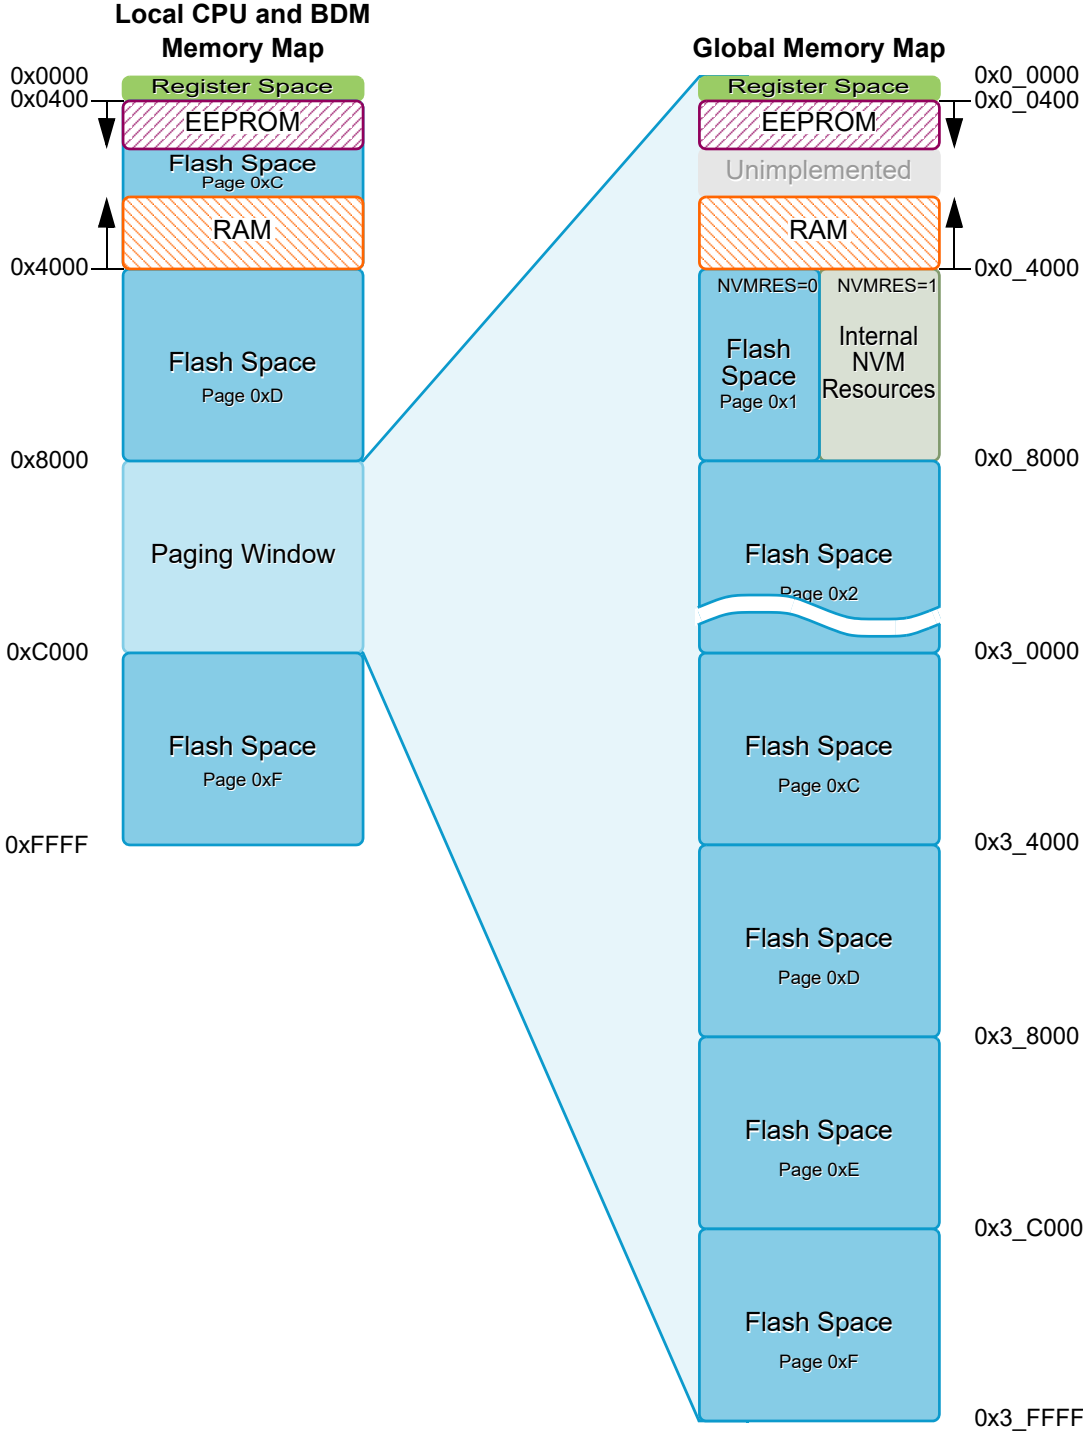 Local CPU and BDM
Memory Map
0x0000
Register Space
0x0400
EEPROM
Flash Space
Page 0xC
RAM
0x4000
Flash Space
Page 0xD
0x8000
Paging Window
0xC000
Flash Space
Page 0xF
0xFFFF
Global Memory Map
0x0_0000
Register Space
0x0_0400
EEPROM
Unimplemented
RAM
0x0_4000
NVMRES=0
Flash
Space
Page 0x1
NVMRES=1
Internal
NVM
Resources
0x0_8000
Flash Space
Page 0x2
0x3_0000
Flash Space
Page 0xC
0x3_4000
Flash Space
Page 0xD
0x3_8000
Flash Space
Page 0xE
0x3_C000
Flash Space
Page 0xF
0x3_FFFF